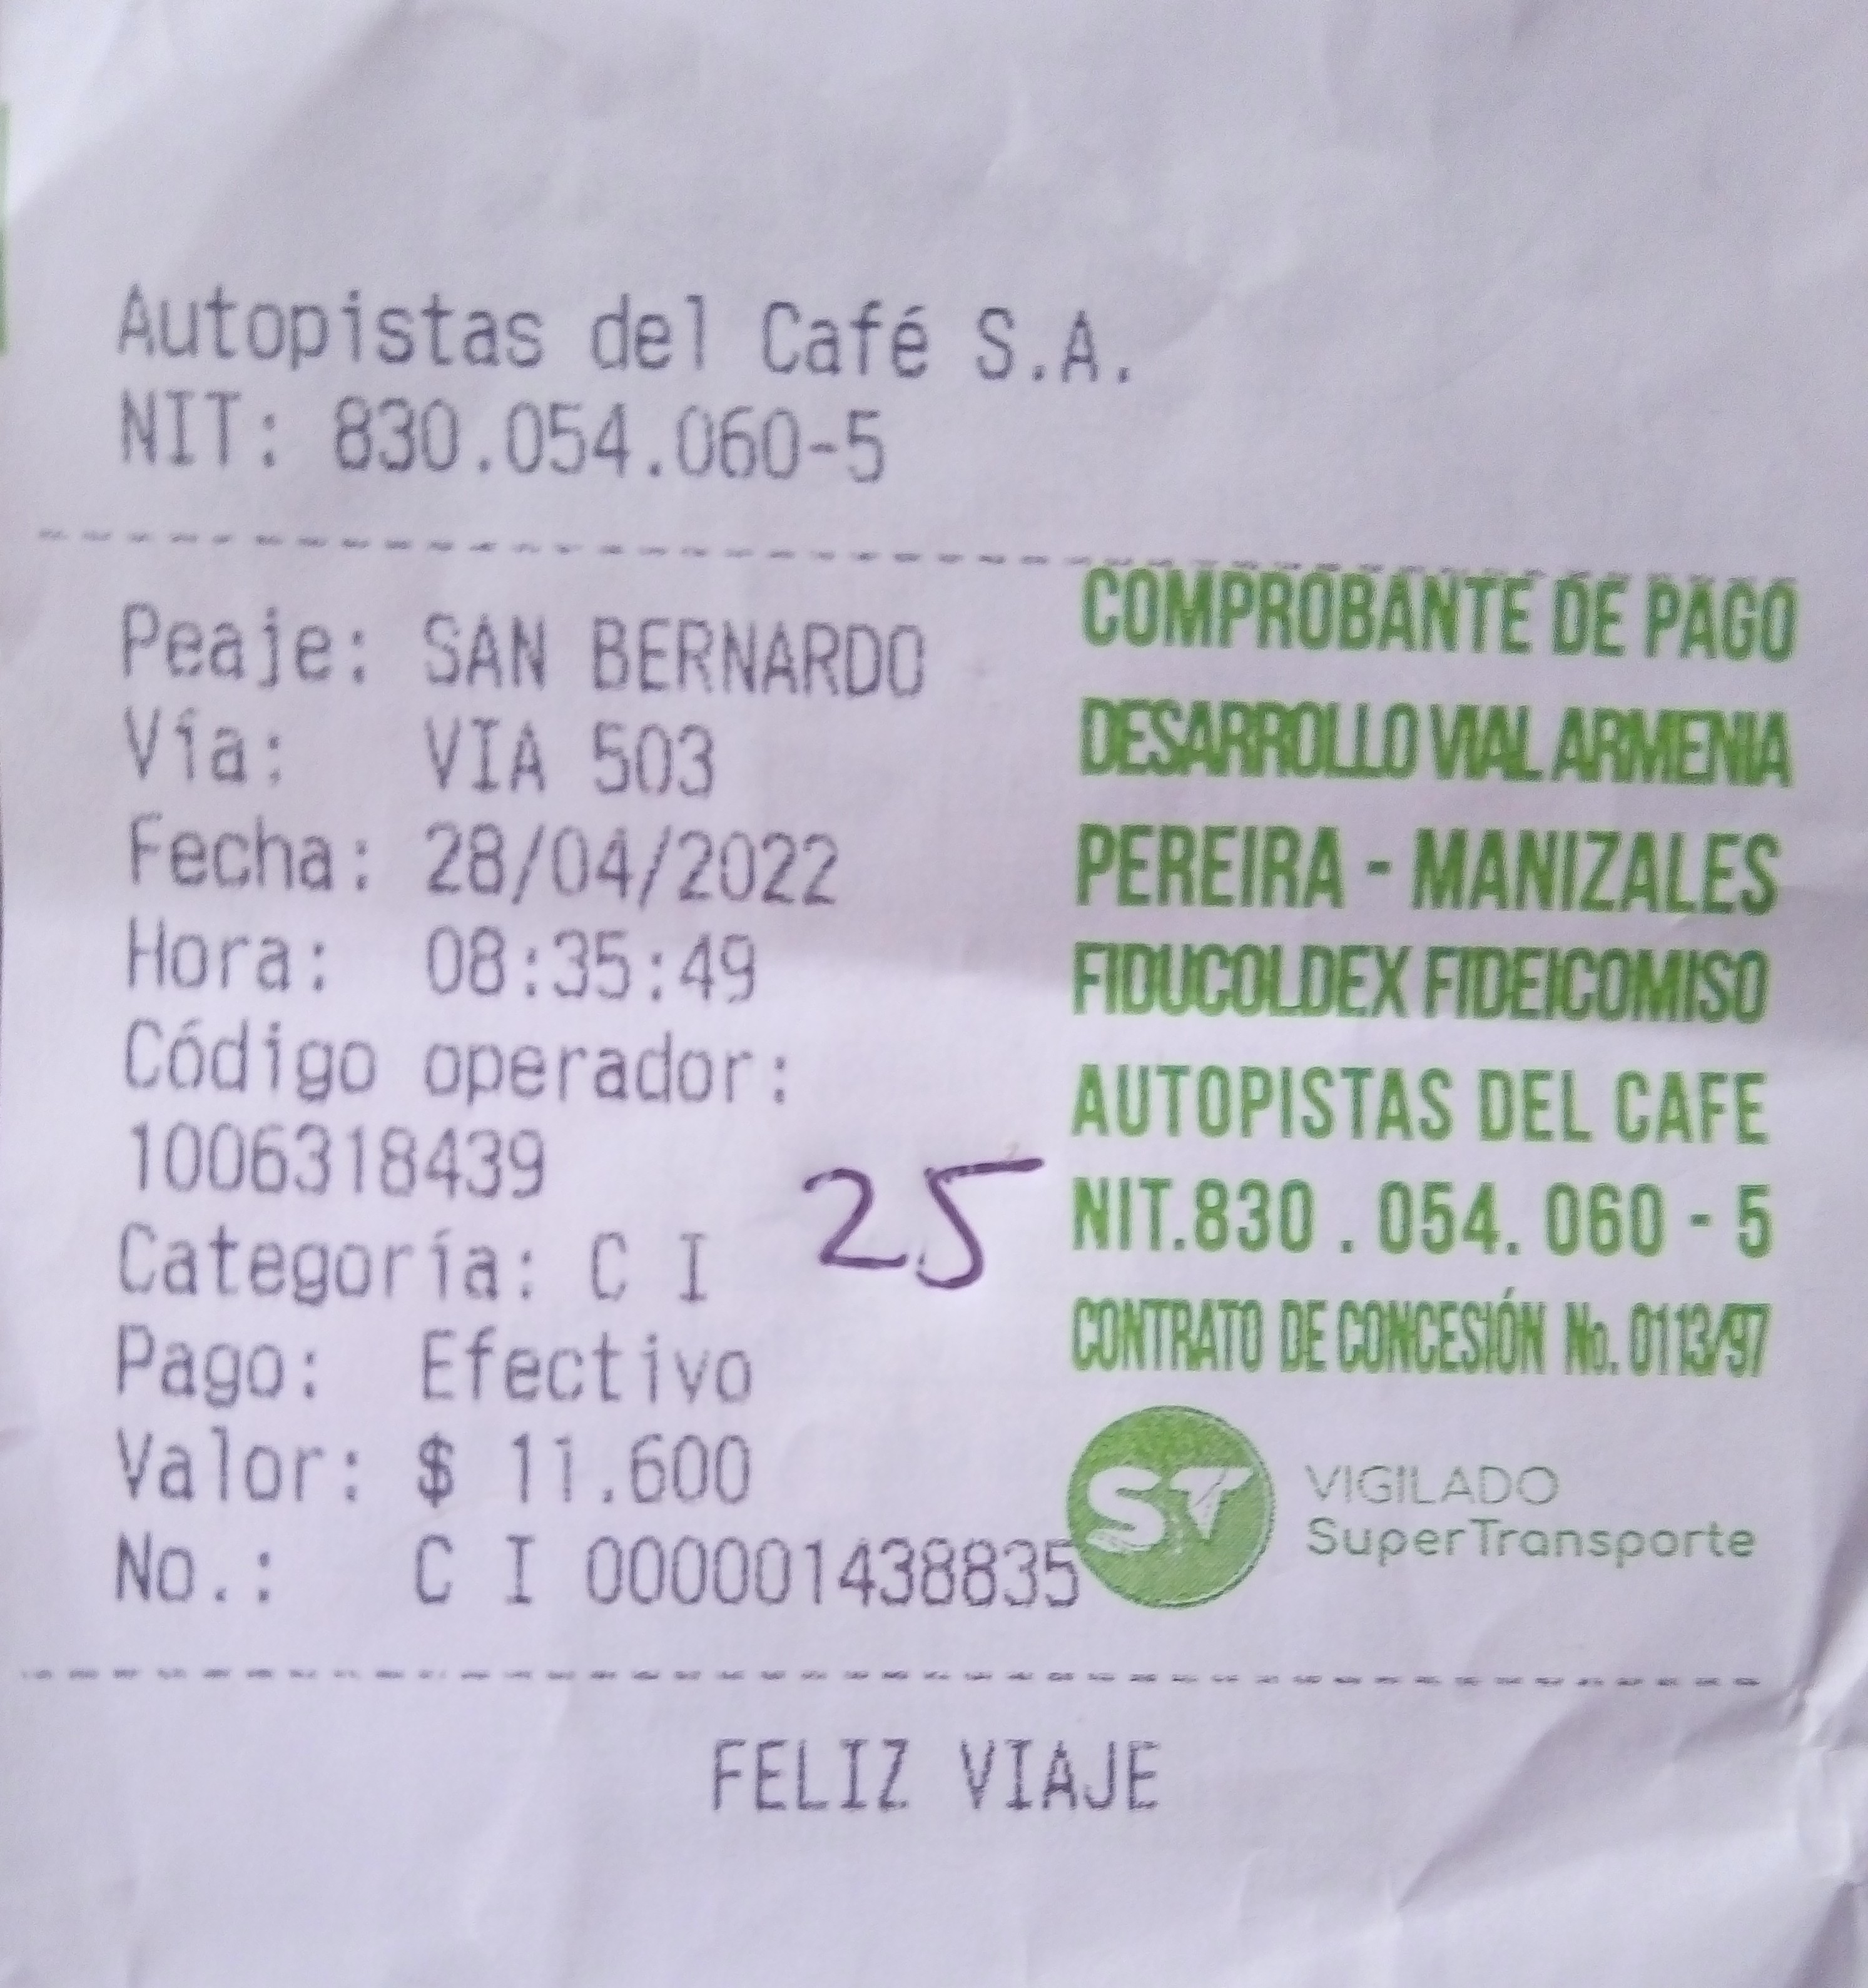 Autopistas del Café S.A.
NIT: 830.054.060-5
Peaje: SAN BERNARDO
Vía: VIA 503
Fecha: 28/04/2022
Hora: 08:35:49
Código operador:
1006318439
Categoría: C I
25
Pago: Efectivo
Valor: $ 11.600
No.: C I 000001438835
COMPROBANTE DE PAGO
DESARROLLO VIAL ARMENIA
PEREIRA - MANIZALES
FIDUCOLDEX FIDEICOMISO
AUTOPISTAS DEL CAFE
NIT.830 . 054. 060 - 5
CONTRATO DE CONCESIÓN No. 0113/97
ST
VIGILADO
SuperTransporte
FELIZ VIAJE